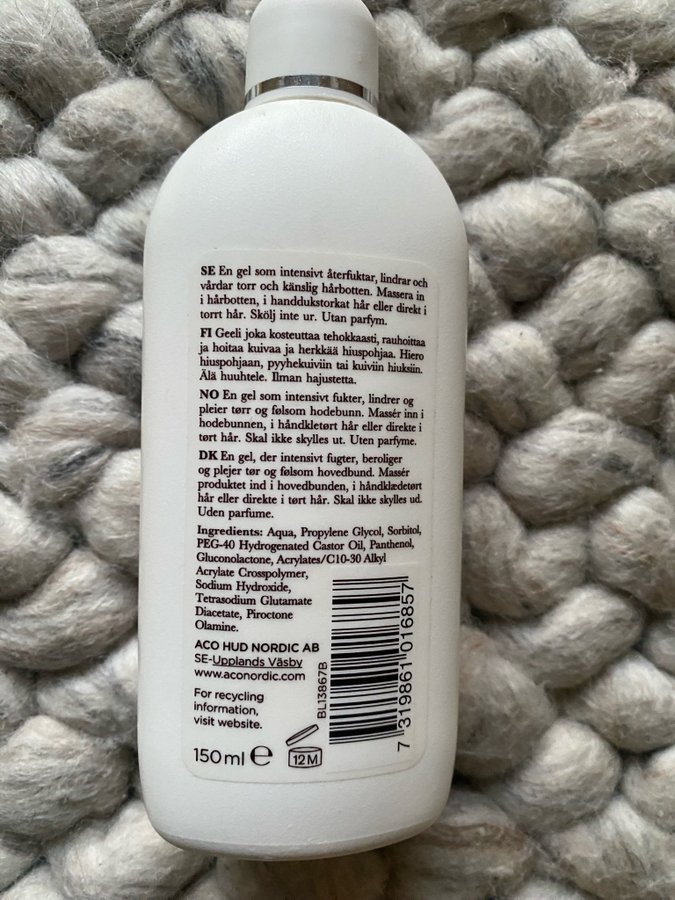 SE En gel som intensivt återfuktar, lindrar och
vårdar torr och känslig hårbotten. Massera in
i hårbotten, i handdukstorkat hår eller direkt i
torrt hår. Skölj inte ur. Utan parfym.
FI Geeli joka kosteuttaa tehokkaasti, rauhoittaa
ja hoitaa kuivaa ja herkkää hiuspohjaa. Hiero
hiuspohjaan, pyyhekuiviin tai kuiviin hiuksiin.
Älä huuhtele. Ilman hajustetta.
NO En gel som intensivt fukter, lindrer og
pleier tørr og følsom hodebunn. Massér inn i
hodebunnen, i håndkletørt hår eller direkte i
tørt hår. Skal ikke skylles ut. Uten parfyme.
DK En gel, der intensivt fugter, beroliger
og plejer tør og følsom hovedbund. Massér
produktet ind i hovedbunden, i håndklædetørt
hår eller direkte i tørt hår. Skal ikke skylles ud.
Uden parfume.
Ingredients: Aqua, Propylene Glycol, Sorbitol,
PEG-40 Hydrogenated Castor Oil, Panthenol,
Gluconolactone, Acrylates/C10-30 Alkyl
Acrylate Crosspolymer,
Sodium Hydroxide,
Tetrasodium Glutamate
Diacetate, Piroctone
Olamine.
ACO HUD NORDIC AB
SE-Upplands Väsby
www.aconordic.com
For recycling
information,
visit website.
150 ml e
12M
BL13867B
7 319861 016857